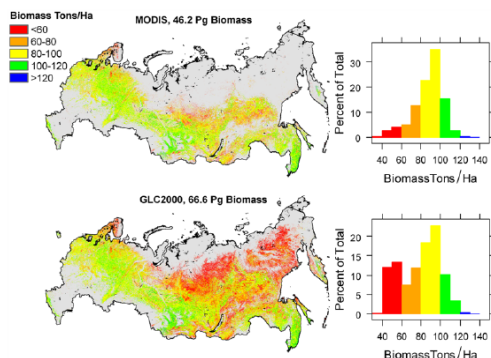 Biomass Tons/Ha
<60
60-80
80-100
100-120
>120
MODIS, 46.2 Pg Biomass
Percent of Total
30
20
10
0
40 60 80 100 120 140
BiomassTons/Ha
GLC2000, 66.6 Pg Biomass
Percent of Total
20
15
10
5
0
40 60 80 100 120 140
BiomassTons/Ha